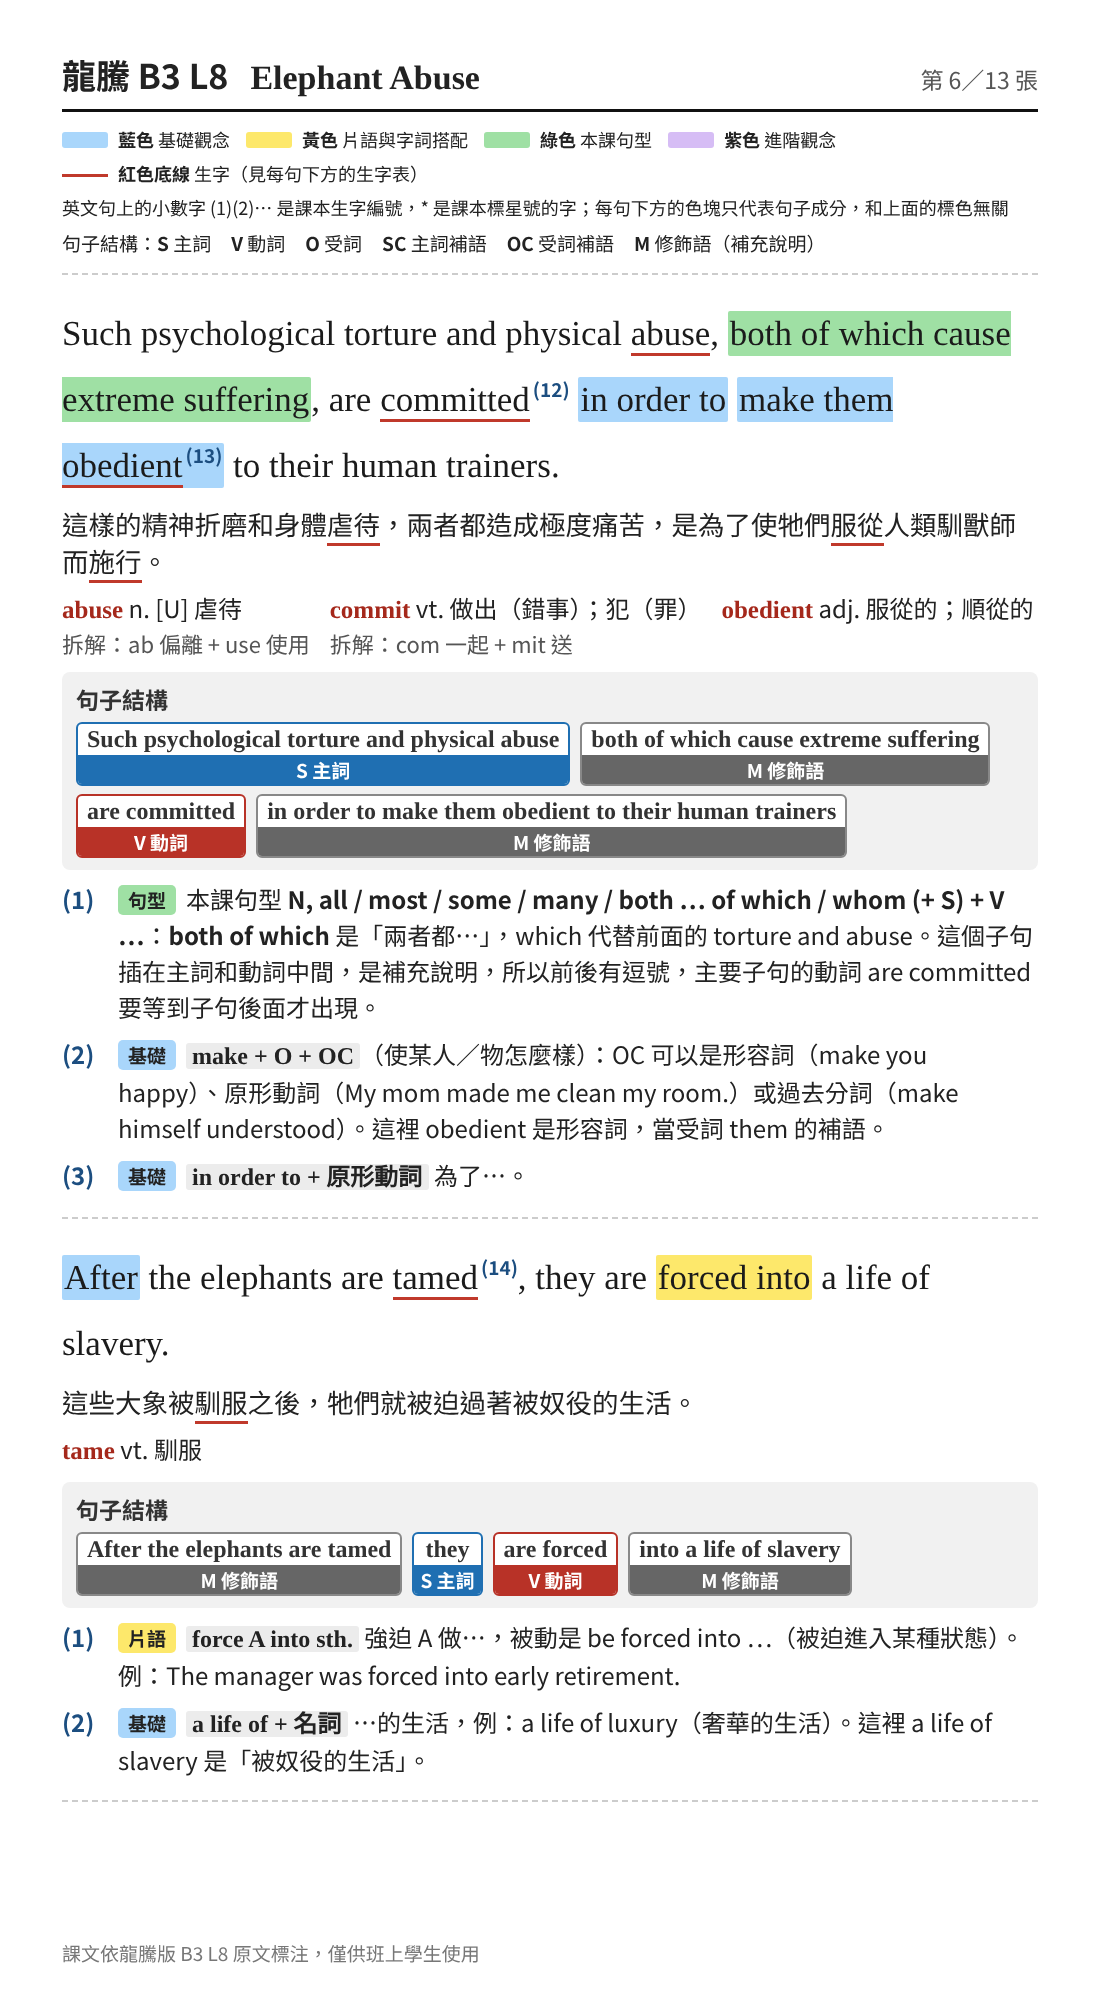 龍騰 B3 L8 Elephant Abuse
第 6／13 張
藍色 基礎觀念 黃色 片語與字詞搭配 綠色 本課句型 紫色 進階觀念
紅色底線 生字（見每句下方的生字表）
英文句上的小數字 (1)(2)⋯ 是課本生字編號，* 是課本標星號的字；每句下方的色塊只代表句子成分，和上面的標色無關
句子結構：S 主詞 V 動詞 O 受詞 SC 主詞補語 OC 受詞補語 M 修飾語（補充說明）
Such psychological torture and physical abuse, both of which cause
extreme suffering, are committed(12) in order to make them
obedient(13) to their human trainers.
這樣的精神折磨和身體虐待，兩者都造成極度痛苦，是為了使牠們服從人類馴獸師
而施行。
abuse n. [U] 虐待 commit vt. 做出（錯事）；犯（罪） obedient adj. 服從的；順從的
拆解：ab 偏離 + use 使用 拆解：com 一起 + mit 送
句子結構
Such psychological torture and physical abuse both of which cause extreme suffering
S 主詞 M 修飾語
are committed in order to make them obedient to their human trainers
V 動詞 M 修飾語
(1) 句型 本課句型 N, all / most / some / many / both … of which / whom (+ S) + V
…：both of which 是「兩者都⋯」，which 代替前面的 torture and abuse。這個子句
插在主詞和動詞中間，是補充說明，所以前後有逗號，主要子句的動詞 are committed
要等到子句後面才出現。
(2) 基礎 make + O + OC（使某人／物怎麼樣）：OC 可以是形容詞（make you
happy）、原形動詞（My mom made me clean my room.）或過去分詞（make
himself understood）。這裡 obedient 是形容詞，當受詞 them 的補語。
(3) 基礎 in order to + 原形動詞 為了⋯。
After the elephants are tamed(14), they are forced into a life of
slavery.
這些大象被馴服之後，牠們就被迫過著被奴役的生活。
tame vt. 馴服
句子結構
After the elephants are tamed they are forced into a life of slavery
M 修飾語 S 主詞 V 動詞 M 修飾語
(1) 片語 force A into sth. 強迫 A 做⋯，被動是 be forced into …（被迫進入某種狀態）。
例：The manager was forced into early retirement.
(2) 基礎 a life of + 名詞 ⋯的生活，例：a life of luxury（奢華的生活）。這裡 a life of
slavery 是「被奴役的生活」。
課文依龍騰版 B3 L8 原文標注，僅供班上學生使用